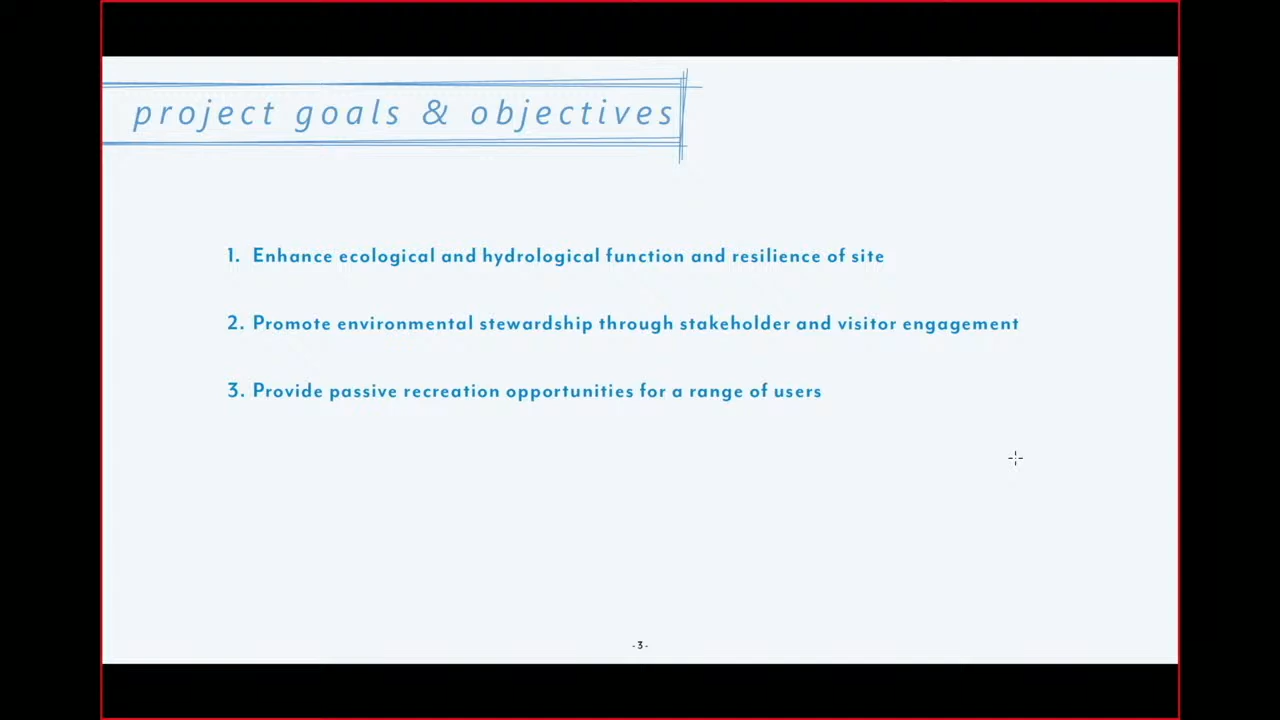 project goals & objectives
1. Enhance ecological and hydrological function and resilience of site
2. Promote environmental stewardship through stakeholder and visitor engagement
3. Provide passive recreation opportunities for a range of users
-3-